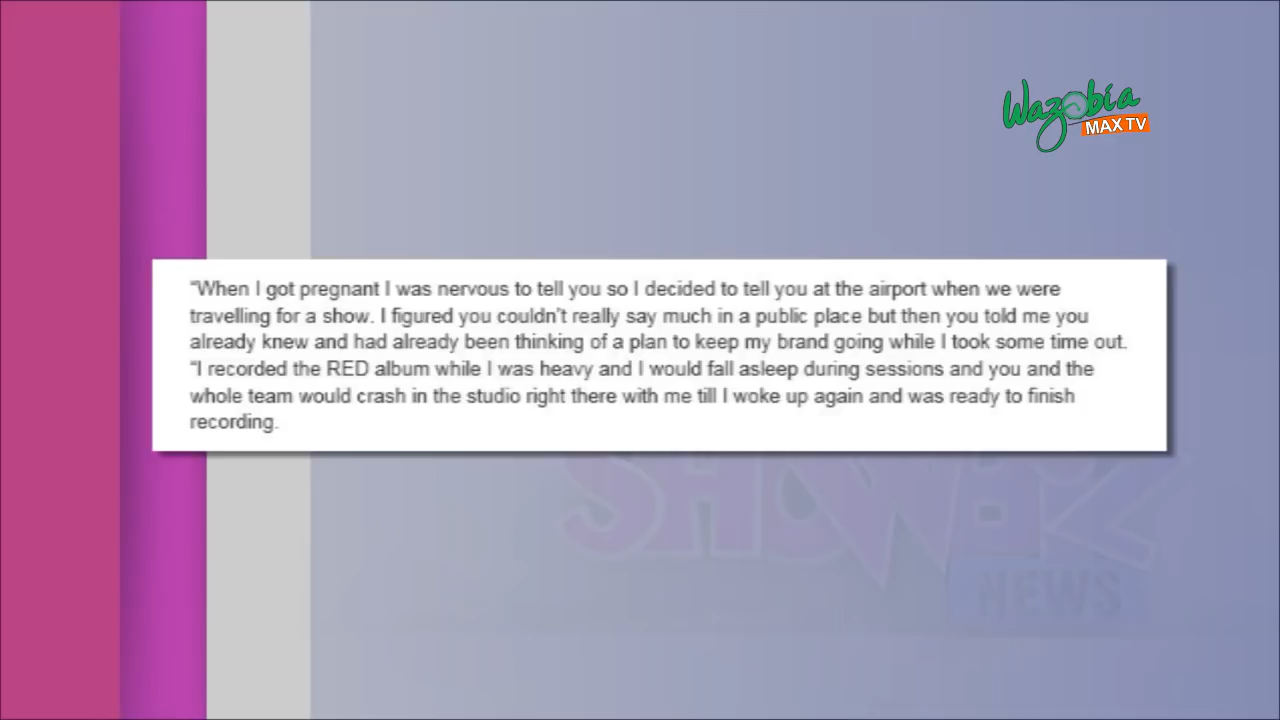 Wazobia
MAX TV
"When I got pregnant I was nervous to tell you so I decided to tell you at the airport when we were
travelling for a show. I figured you couldn't really say much in a public place but then you told me you
already knew and had already been thinking of a plan to keep my brand going while I took some time out.
"I recorded the RED album while I was heavy and I would fall asleep during sessions and you and the
whole team would crash in the studio right there with me till I woke up again and was ready to finish
recording.
SHOWBIZ
NEWS